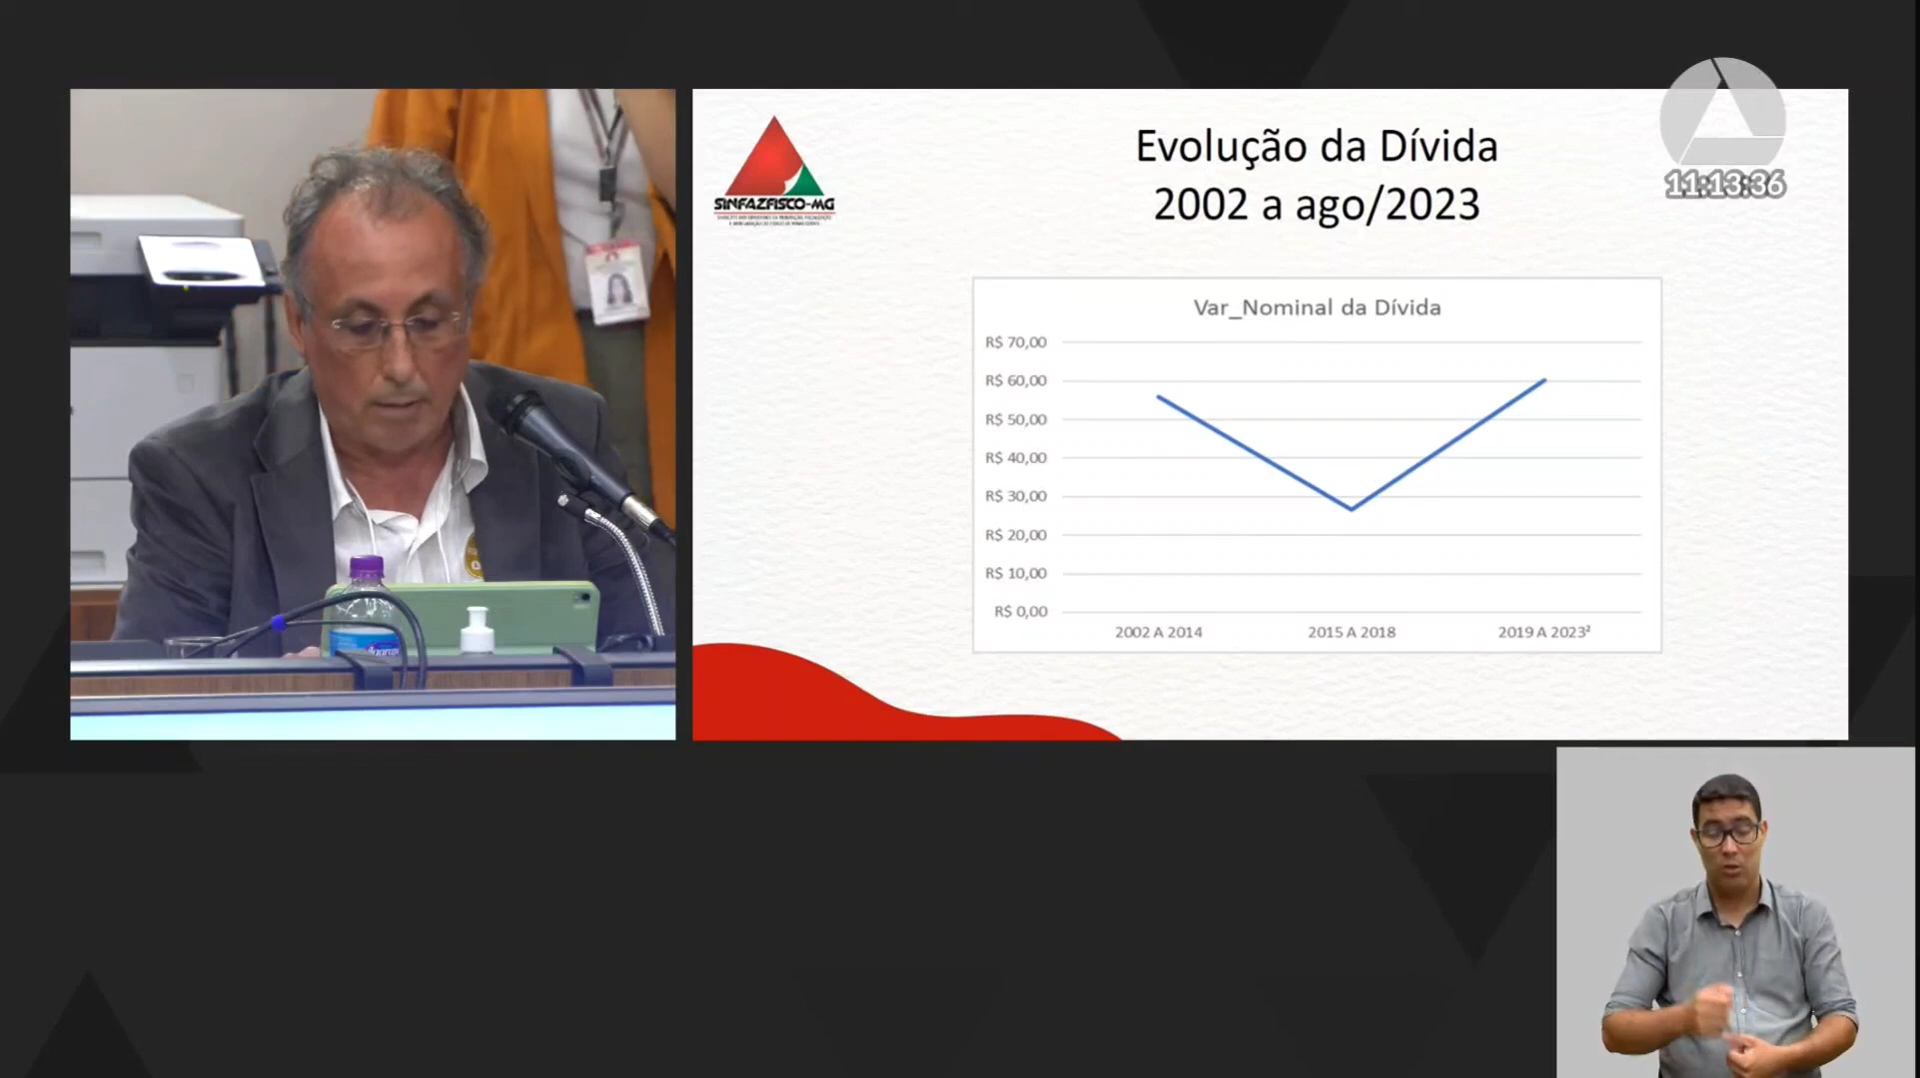 SINFAZFISCO-MG
Evolução da Dívida
2002 a ago/2023
11:13:36
Var_Nominal da Dívida
R$ 70,00
R$ 60,00
R$ 50,00
R$ 40,00
R$ 30,00
R$ 20,00
R$ 10,00
R$ 0,00
2002 A 2014
2015 A 2018
2019 A 2023²